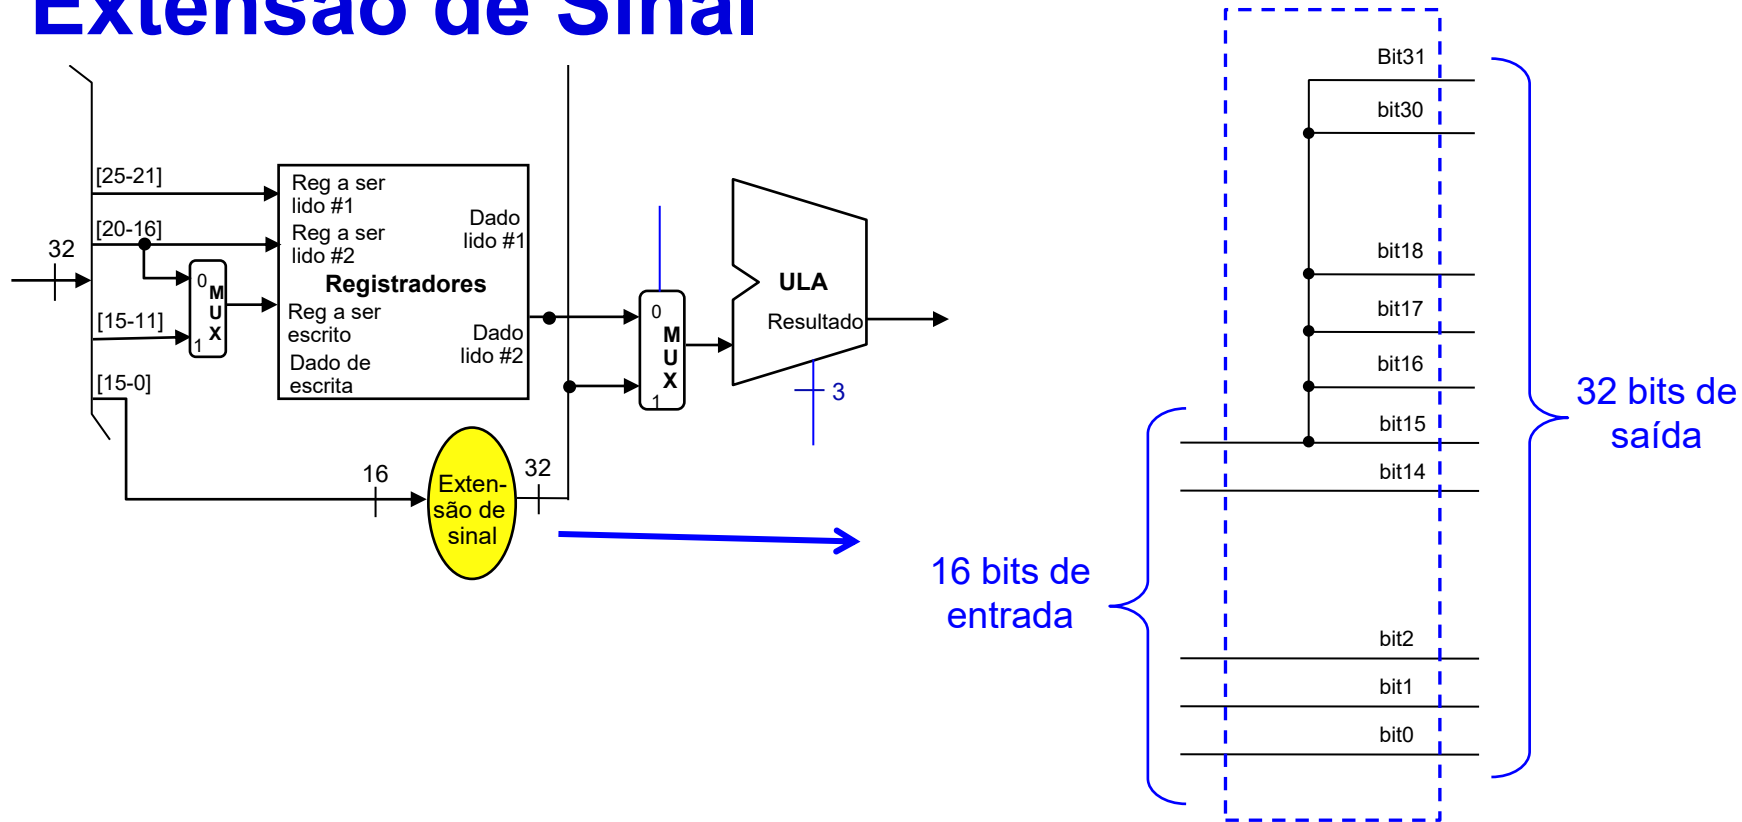 Extensão de Sinal
[25-21]
[20-16]
32
[15-11]
[15-0]
0
M
U
X
1
Reg a ser
lido #1
Reg a ser
lido #2
Registradores
Reg a ser
escrito
Dado de
escrita
Dado
lido #1
Dado
lido #2
0
M
U
X
1
ULA
Resultado
3
16
Exten-
são de
sinal
32
16 bits de
entrada
Bit31
bit30
bit18
bit17
bit16
bit15
bit14
bit2
bit1
bit0
32 bits de
saída